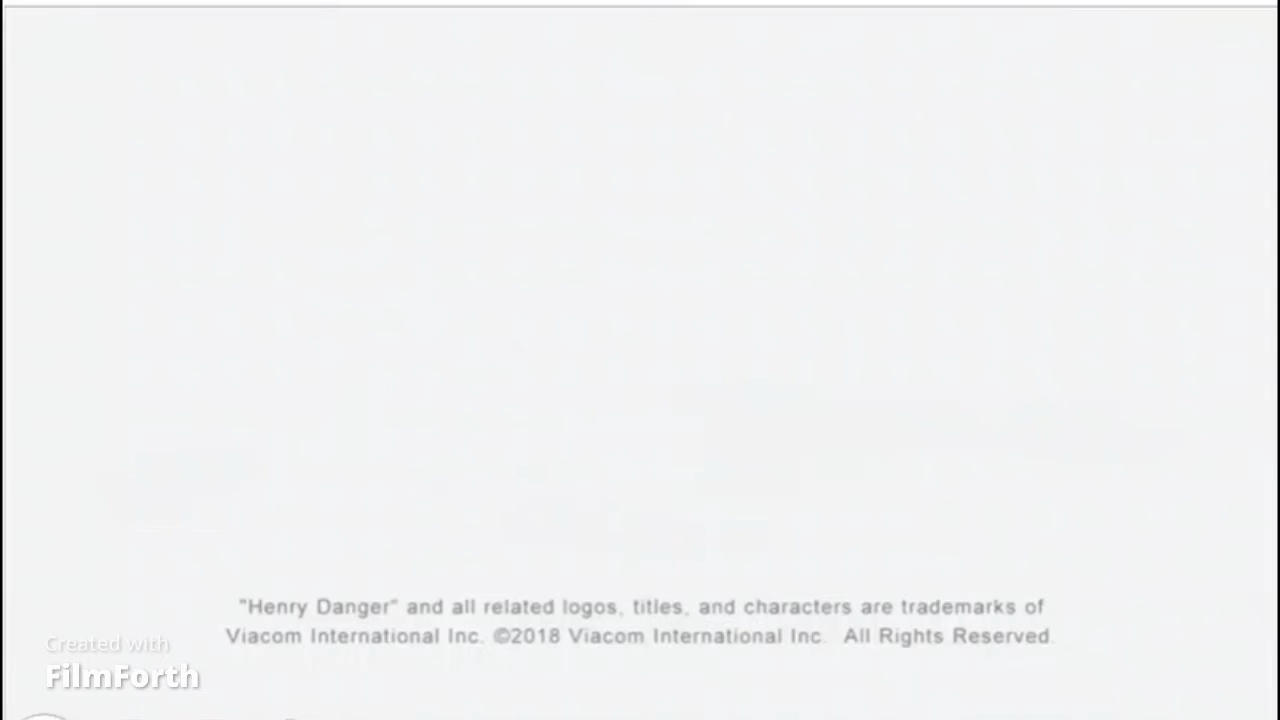 "Henry Danger" and all related logos, titles, and characters are trademarks of
Viacom International Inc. ©2018 Viacom International Inc. All Rights Reserved.
Created with
FilmForth